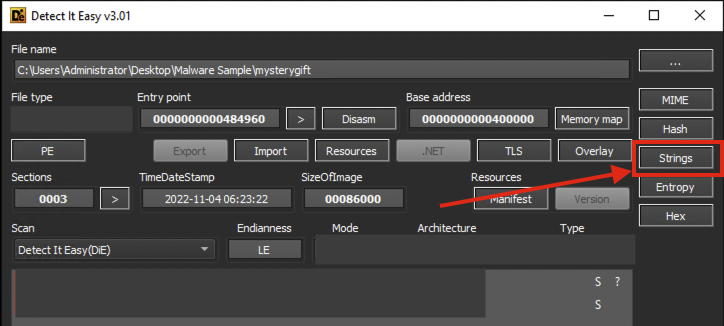 Detect It Easy v3.01
File name
C:\Users\Administrator\Desktop\Malware Sample\mysterygift
...
File type Entry point Base address
0000000000484960 > Disasm 0000000000400000 Memory map MIME
Hash
PE Export Import Resources .NET TLS Overlay Strings
Sections TimeDateStamp SizeOfImage Resources
0003 > 2022-11-04 06:23:22 00086000 Manifest Version Entropy
Hex
Scan Endianness Mode Architecture Type
Detect It Easy(DiE) LE
S ?
S